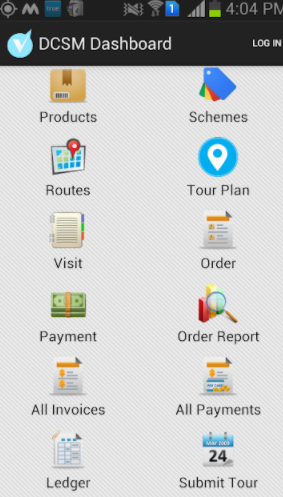 1
4:04 PM
DCSM Dashboard
LOG IN
Products
Schemes
Routes
Tour Plan
Visit
Order
Payment
Order Report
All Invoices
All Payments
Ledger
24
Submit Tour